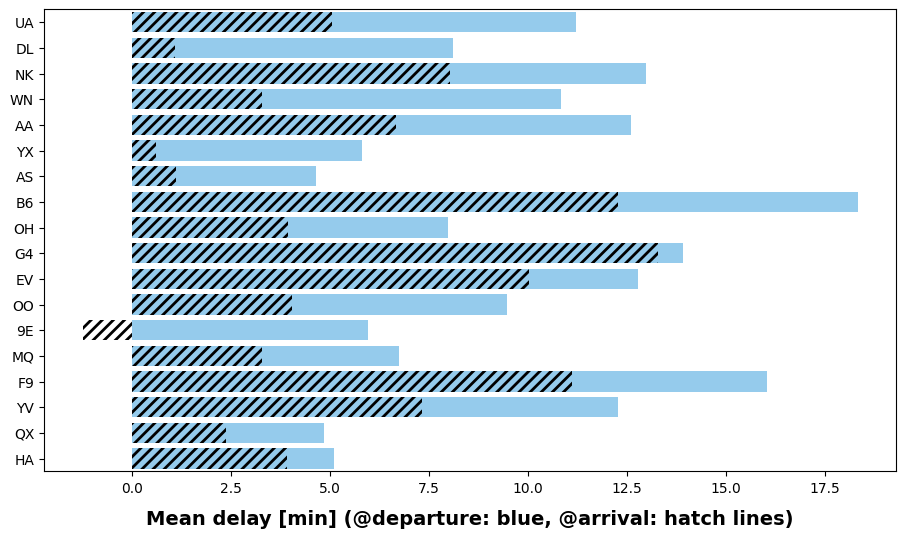 UA
DL
NK
WN
AA
YX
AS
B6
OH
G4
EV
OO
9E
MQ
F9
YV
QX
HA
0.0 2.5 5.0 7.5 10.0 12.5 15.0 17.5
Mean delay [min] (@departure: blue, @arrival: hatch lines)